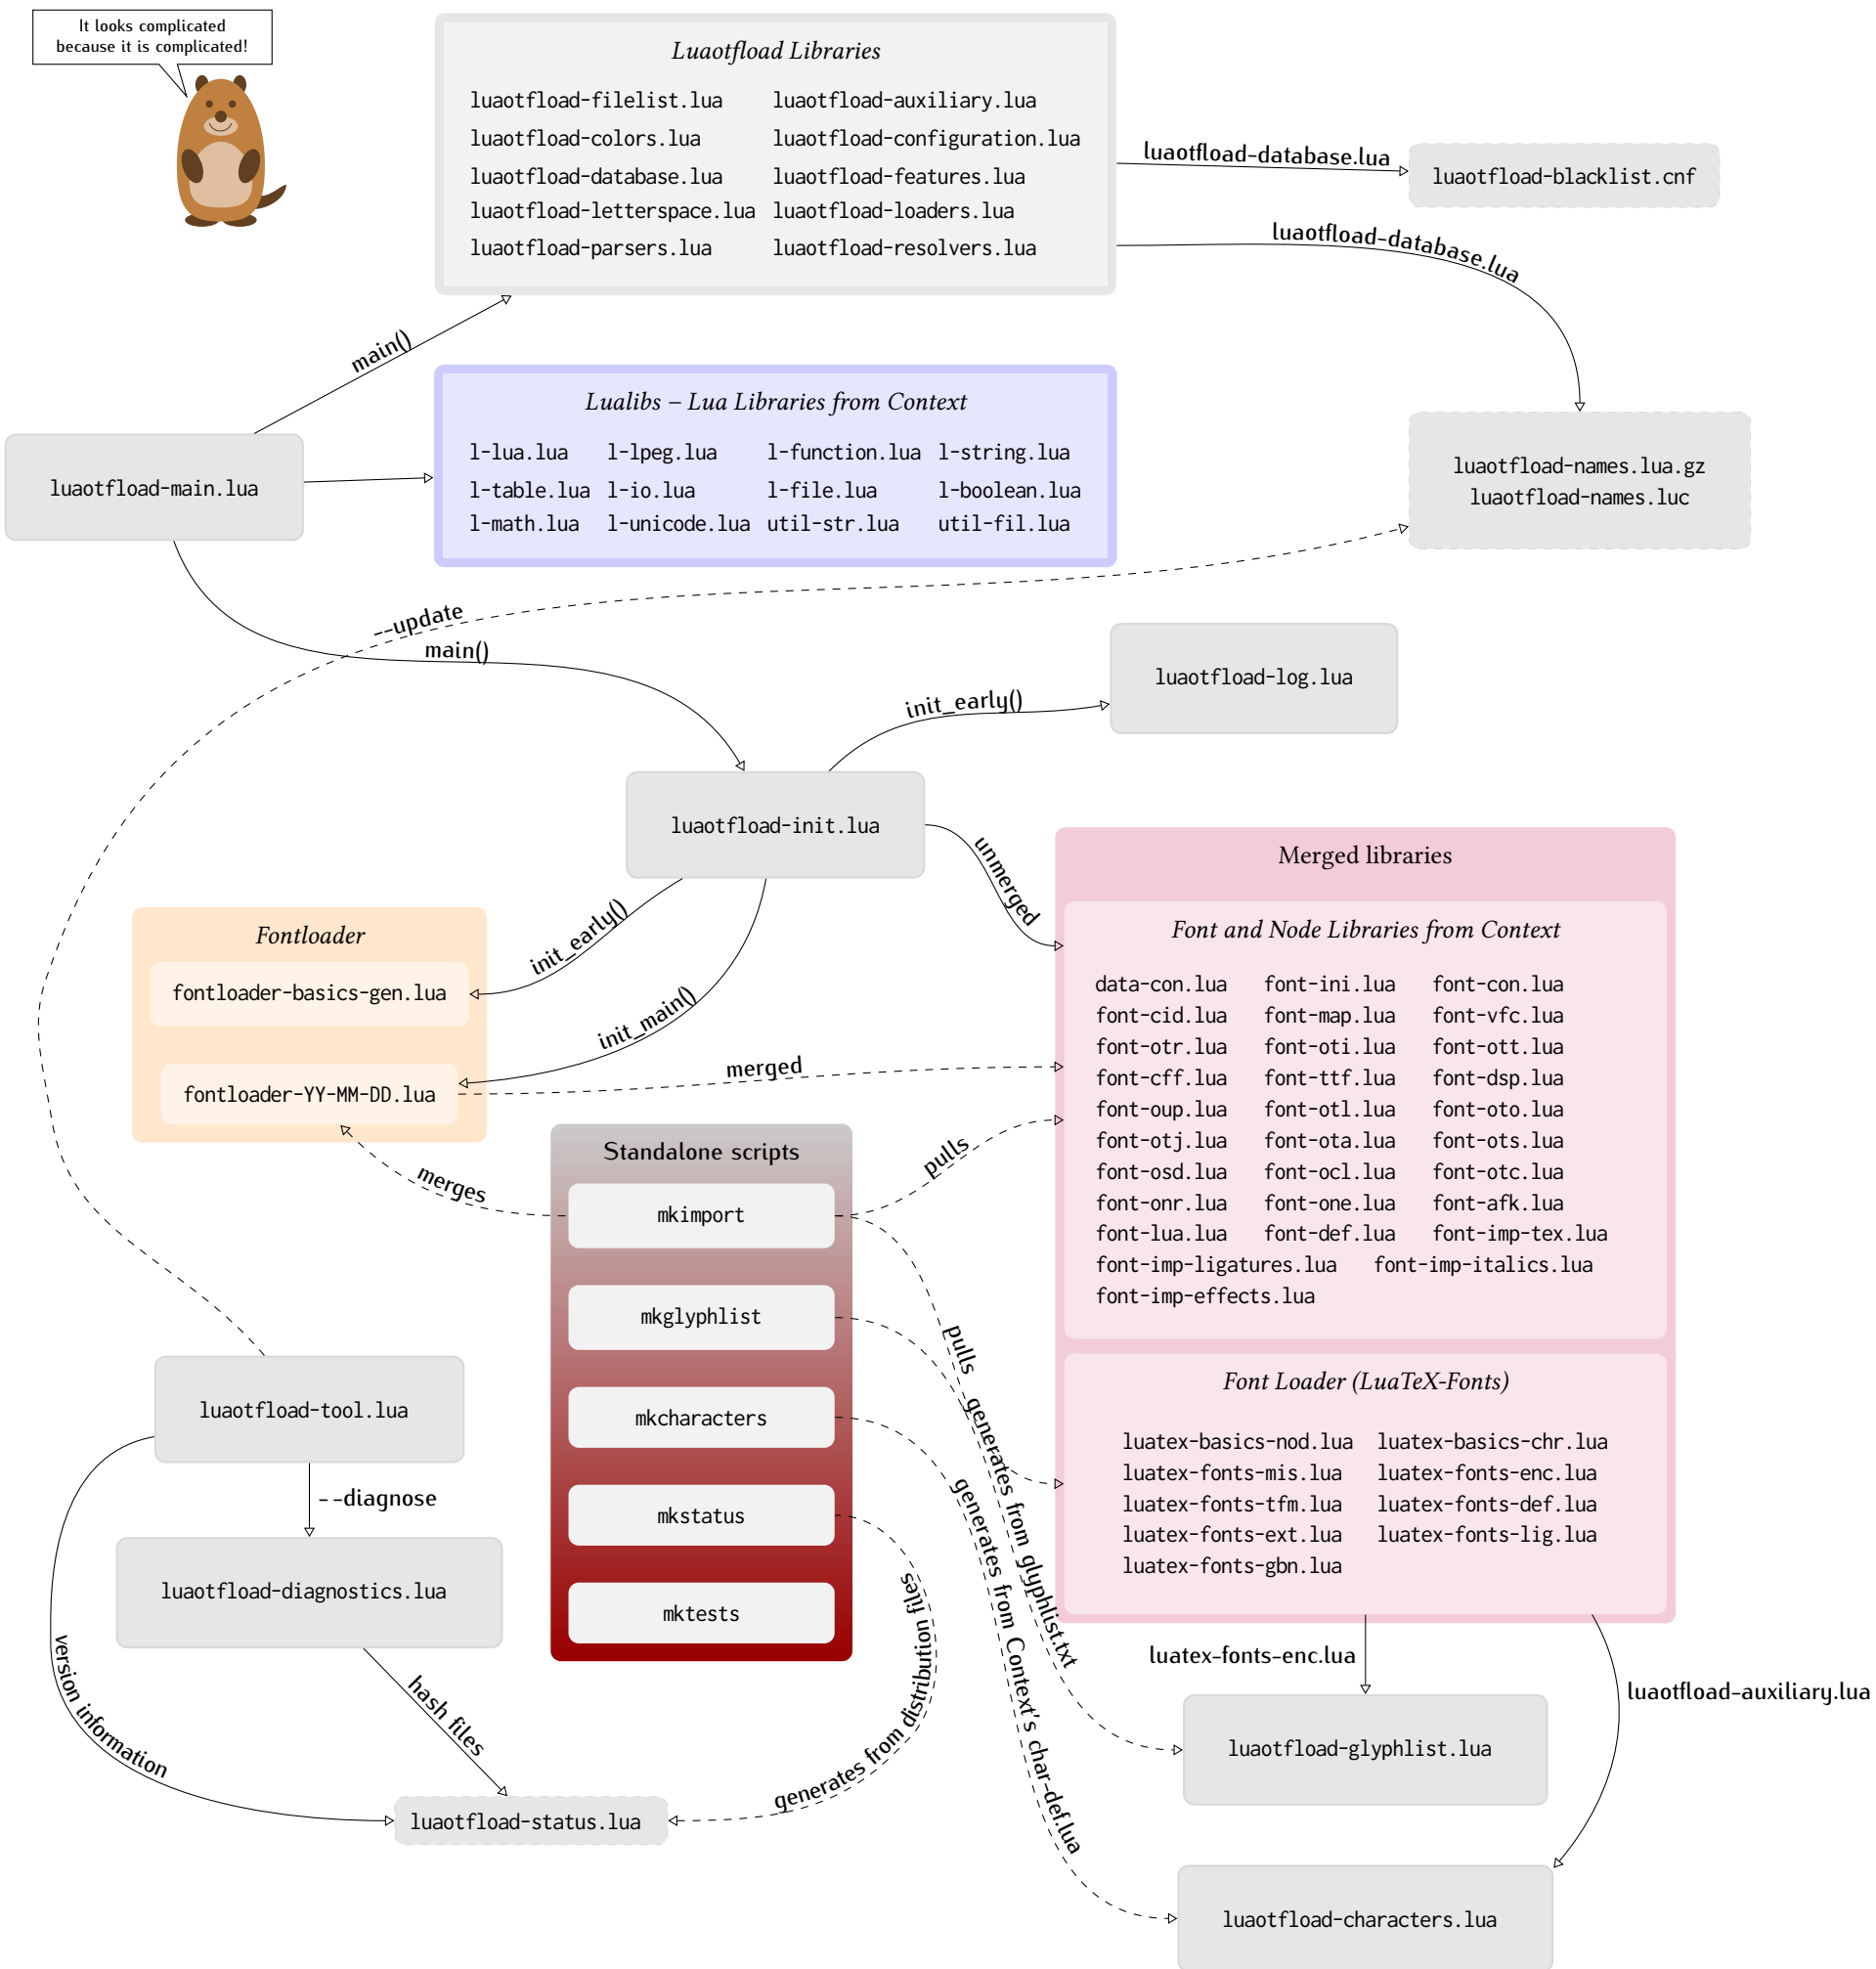 It looks complicated
because it is complicated!
Luaotfload Libraries
luaotfload-filelist.lua luaotfload-auxiliary.lua
luaotfload-colors.lua luaotfload-configuration.lua
luaotfload-database.lua luaotfload-features.lua
luaotfload-letterspace.lua luaotfload-loaders.lua
luaotfload-parsers.lua luaotfload-resolvers.lua
luaotfload-database.lua
luaotfload-blacklist.cnf
luaotfload-database.lua
main()
Lualibs – Lua Libraries from Context
l-lua.lua l-lpeg.lua l-function.lua l-string.lua
l-table.lua l-io.lua l-file.lua l-boolean.lua
l-math.lua l-unicode.lua util-str.lua util-fil.lua
luaotfload-main.lua
luaotfload-names.lua.gz
luaotfload-names.luc
--update
main()
luaotfload-log.lua
init_early()
luaotfload-init.lua
unmerged
Merged libraries
Font and Node Libraries from Context
data-con.lua font-ini.lua font-con.lua
font-cid.lua font-map.lua font-vfc.lua
font-otr.lua font-oti.lua font-ott.lua
font-cff.lua font-ttf.lua font-dsp.lua
font-oup.lua font-otl.lua font-oto.lua
font-otj.lua font-ota.lua font-ots.lua
font-osd.lua font-ocl.lua font-otc.lua
font-onr.lua font-one.lua font-afk.lua
font-lua.lua font-def.lua font-imp-tex.lua
font-imp-ligatures.lua font-imp-italics.lua
font-imp-effects.lua
Fontloader
fontloader-basics-gen.lua
fontloader-YY-MM-DD.lua
init_early()
init_main()
merged
merges
pulls
Standalone scripts
mkimport
mkglyphlist
mkcharacters
mkstatus
mktests
pulls
generates from glyphlist.txt
generates from Context's char-def.lua
generates from distribution files
Font Loader (LuaTeX-Fonts)
luatex-basics-nod.lua luatex-basics-chr.lua
luatex-fonts-mis.lua luatex-fonts-enc.lua
luatex-fonts-tfm.lua luatex-fonts-def.lua
luatex-fonts-ext.lua luatex-fonts-lig.lua
luatex-fonts-gbn.lua
luaotfload-tool.lua
--diagnose
luaotfload-diagnostics.lua
version information
hash files
luaotfload-status.lua
luatex-fonts-enc.lua
luaotfload-auxiliary.lua
luaotfload-glyphlist.lua
luaotfload-characters.lua